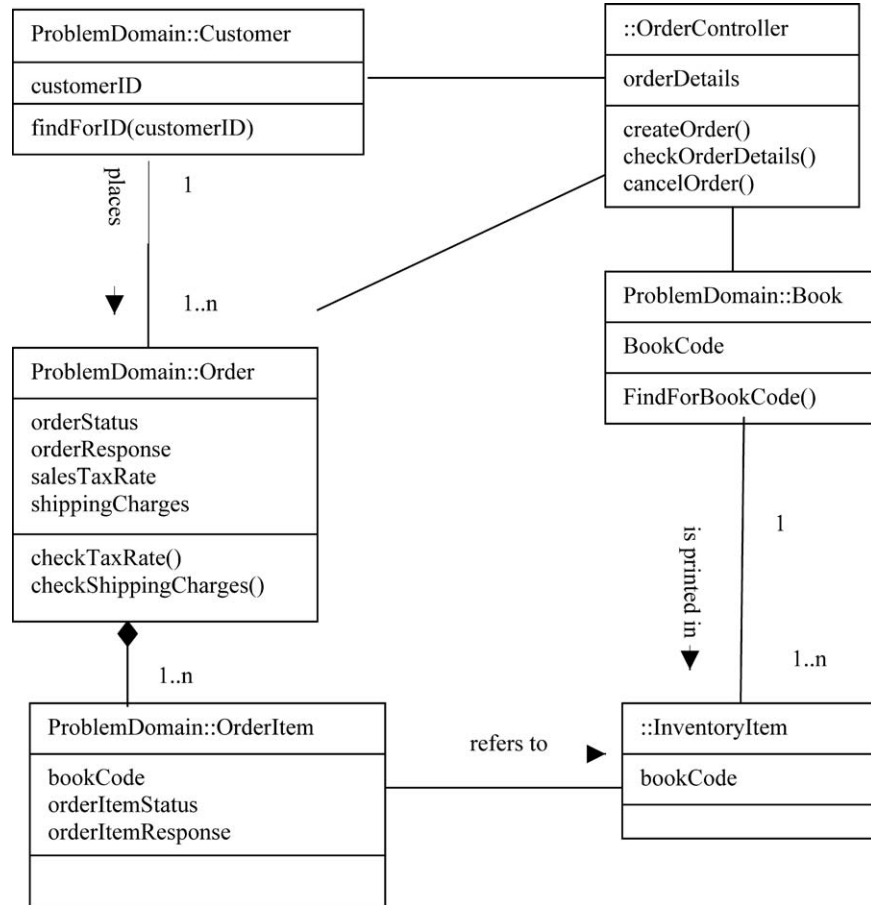 ProblemDomain::Customer
customerID
findForID(customerID)
::OrderController
orderDetails
createOrder()
checkOrderDetails()
cancelOrder()
places
1
1..n
ProblemDomain::Book
BookCode
FindForBookCode()
ProblemDomain::Order
orderStatus
orderResponse
salesTaxRate
shippingCharges
checkTaxRate()
checkShippingCharges()
is printed in
1
1..n
1..n
ProblemDomain::OrderItem
bookCode
orderItemStatus
orderItemResponse
refers to
::InventoryItem
bookCode